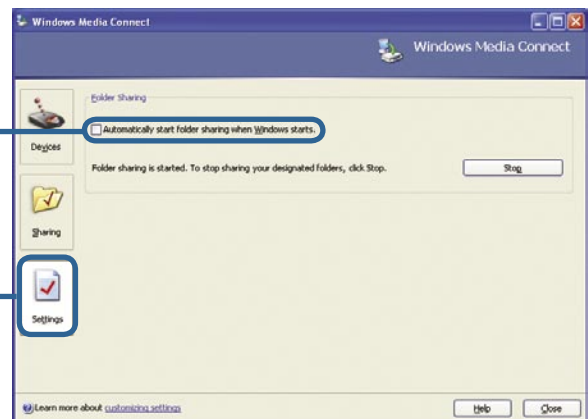 Windows Media Connect
Windows Media Connect
Folder Sharing
Automatically start folder sharing when Windows starts.
Devices
Folder sharing is started. To stop sharing your designated folders, click Stop.
Stop
Sharing
Settings
Learn more about customizing settings
Help
Close